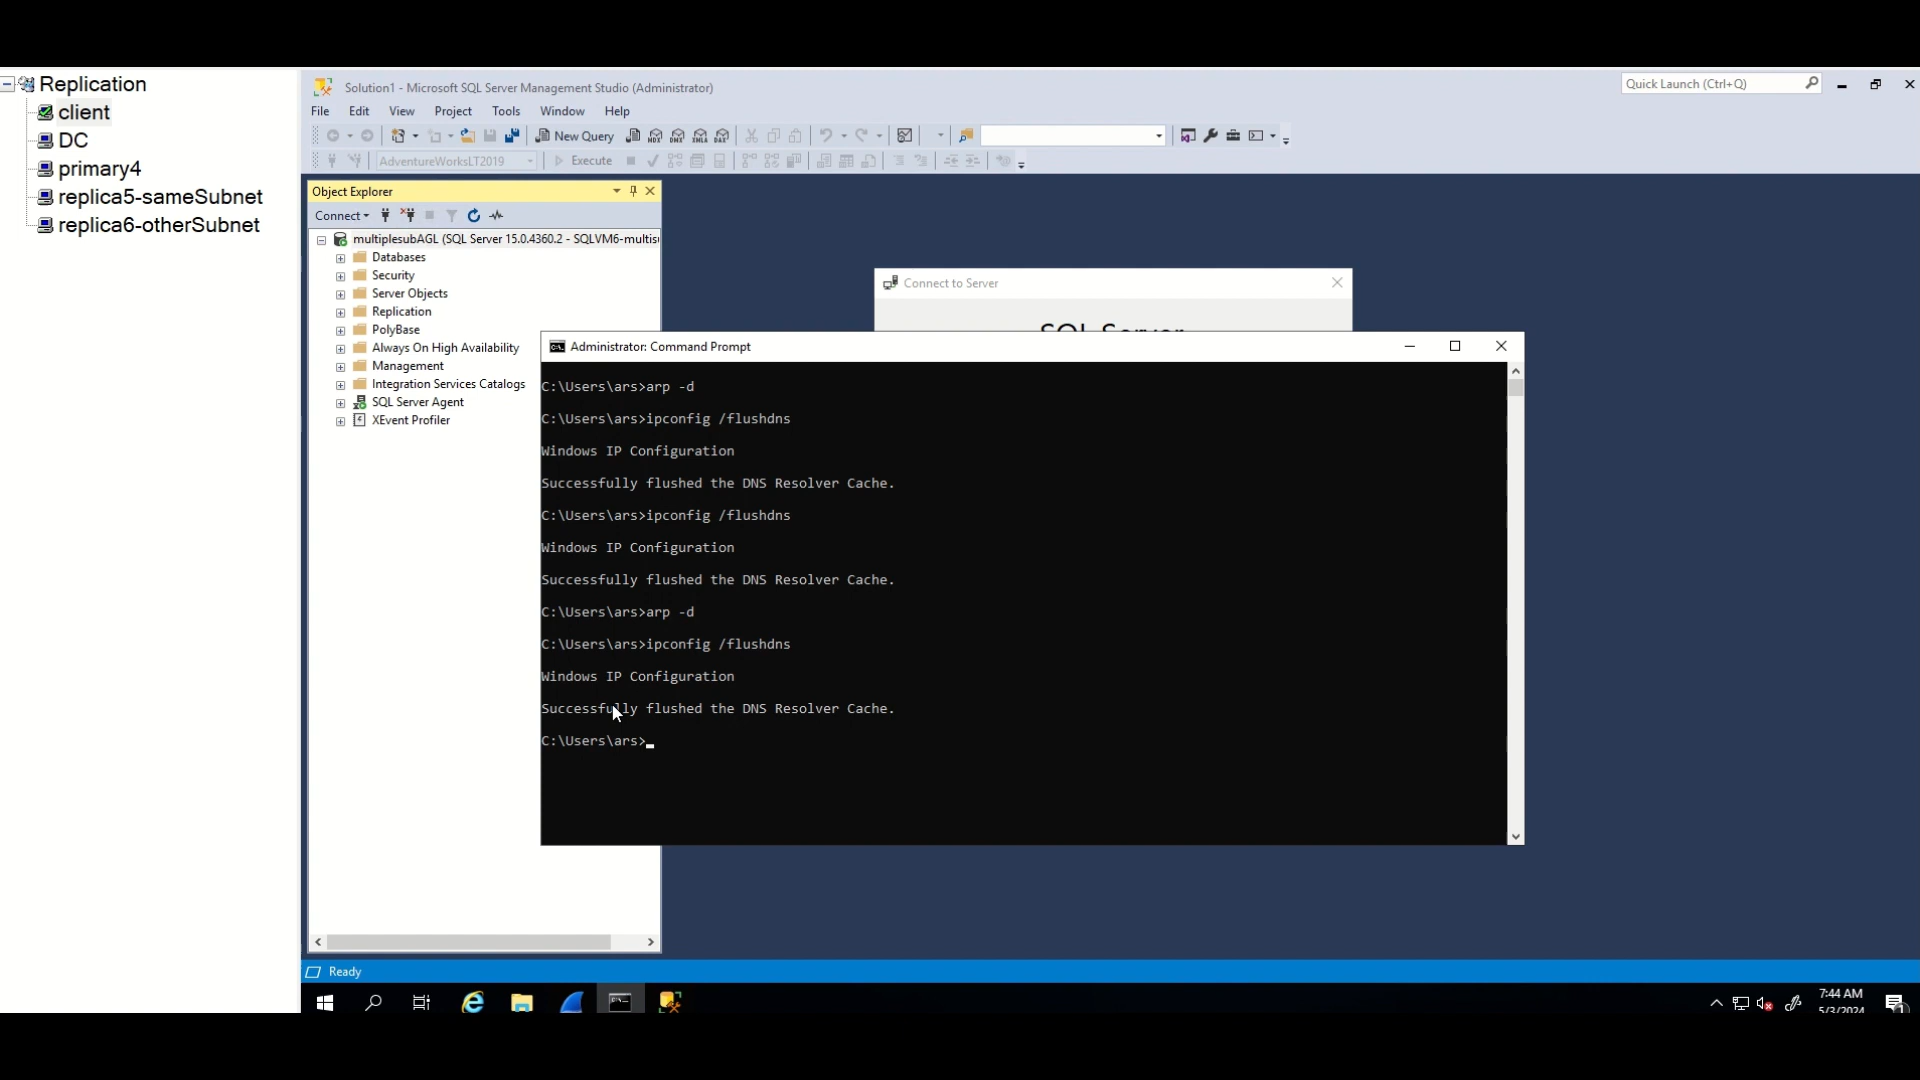 Replication
client
DC
primary4
replica5-sameSubnet
replica6-otherSubnet
Solution1 - Microsoft SQL Server Management Studio (Administrator)
Quick Launch (Ctrl+Q)
File Edit View Project Tools Window Help
New Query
AdventureWorksLT2019
Execute
Object Explorer
Connect
multiplesubAGL (SQL Server 15.0.4360.2 - SQLVM6-multis
Databases
Security
Server Objects
Replication
PolyBase
Always On High Availability
Management
Integration Services Catalogs
SQL Server Agent
XEvent Profiler
Connect to Server
SQL Server
Administrator: Command Prompt
C:\Users\ars>arp -d
C:\Users\ars>ipconfig /flushdns
Windows IP Configuration
Successfully flushed the DNS Resolver Cache.
C:\Users\ars>ipconfig /flushdns
Windows IP Configuration
Successfully flushed the DNS Resolver Cache.
C:\Users\ars>arp -d
C:\Users\ars>ipconfig /flushdns
Windows IP Configuration
Successfully flushed the DNS Resolver Cache.
C:\Users\ars>
Ready
7:44 AM
5/3/2024